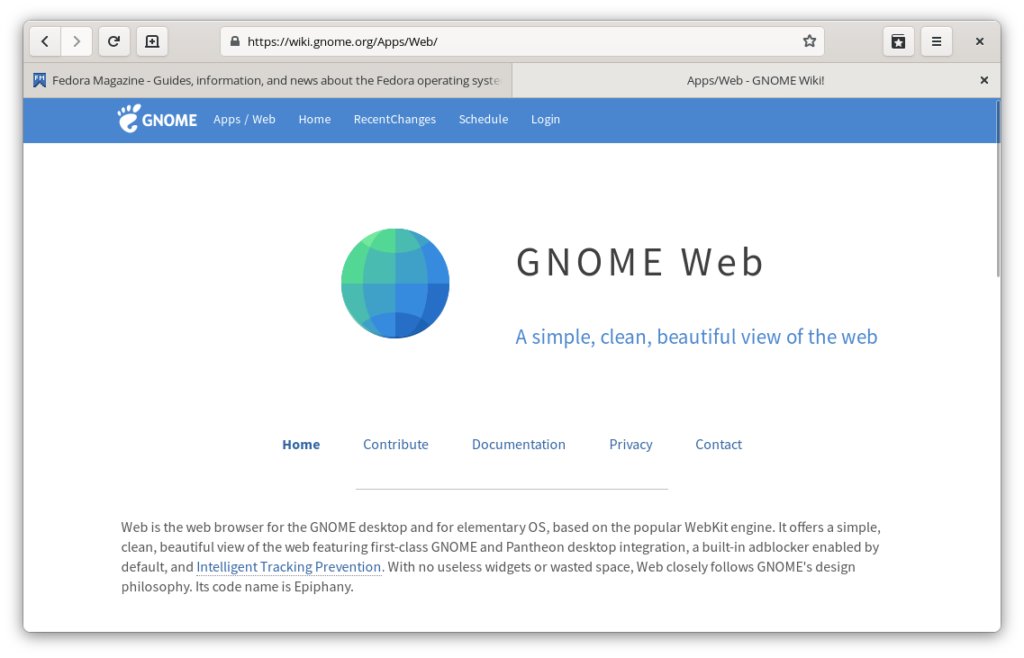 https://wiki.gnome.org/Apps/Web/
Fedora Magazine - Guides, information, and news about the Fedora operating syste
Apps/Web - GNOME Wiki!
GNOME Apps / Web Home RecentChanges Schedule Login
GNOME Web
A simple, clean, beautiful view of the web
Home Contribute Documentation Privacy Contact
Web is the web browser for the GNOME desktop and for elementary OS, based on the popular WebKit engine. It offers a simple,
clean, beautiful view of the web featuring first-class GNOME and Pantheon desktop integration, a built-in adblocker enabled by
default, and Intelligent Tracking Prevention. With no useless widgets or wasted space, Web closely follows GNOME's design
philosophy. Its code name is Epiphany.